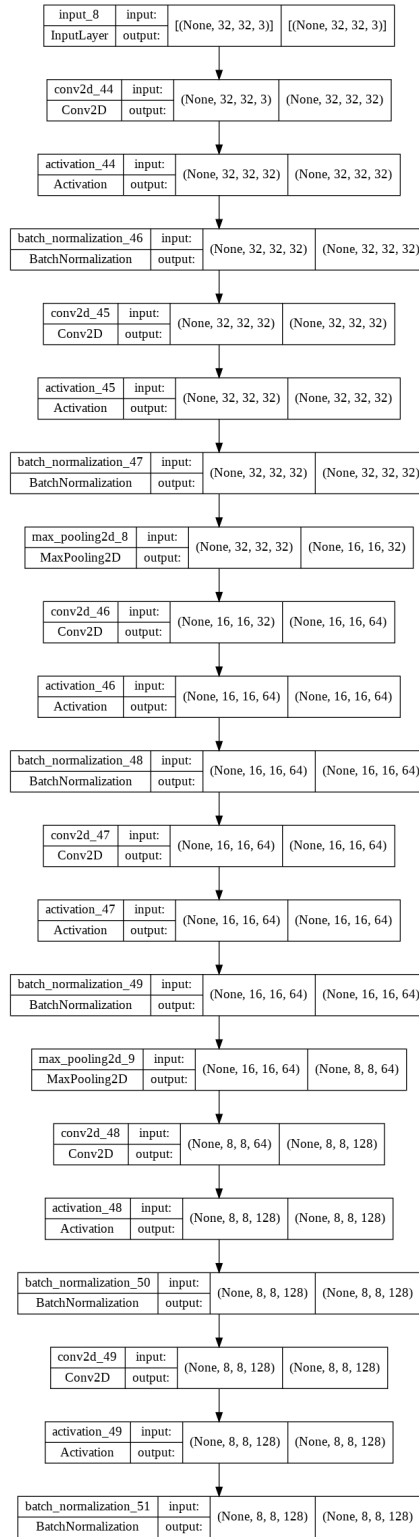 input_8 input: [(None, 32, 32, 3)] [(None, 32, 32, 3)]
InputLayer output:
conv2d_44 input: (None, 32, 32, 3) (None, 32, 32, 32)
Conv2D output:
activation_44 input: (None, 32, 32, 32) (None, 32, 32, 32)
Activation output:
batch_normalization_46 input: (None, 32, 32, 32) (None, 32, 32, 32)
BatchNormalization output:
conv2d_45 input: (None, 32, 32, 32) (None, 32, 32, 32)
Conv2D output:
activation_45 input: (None, 32, 32, 32) (None, 32, 32, 32)
Activation output:
batch_normalization_47 input: (None, 32, 32, 32) (None, 32, 32, 32)
BatchNormalization output:
max_pooling2d_8 input: (None, 32, 32, 32) (None, 16, 16, 32)
MaxPooling2D output:
conv2d_46 input: (None, 16, 16, 32) (None, 16, 16, 64)
Conv2D output:
activation_46 input: (None, 16, 16, 64) (None, 16, 16, 64)
Activation output:
batch_normalization_48 input: (None, 16, 16, 64) (None, 16, 16, 64)
BatchNormalization output:
conv2d_47 input: (None, 16, 16, 64) (None, 16, 16, 64)
Conv2D output:
activation_47 input: (None, 16, 16, 64) (None, 16, 16, 64)
Activation output:
batch_normalization_49 input: (None, 16, 16, 64) (None, 16, 16, 64)
BatchNormalization output:
max_pooling2d_9 input: (None, 16, 16, 64) (None, 8, 8, 64)
MaxPooling2D output:
conv2d_48 input: (None, 8, 8, 64) (None, 8, 8, 128)
Conv2D output:
activation_48 input: (None, 8, 8, 128) (None, 8, 8, 128)
Activation output:
batch_normalization_50 input: (None, 8, 8, 128) (None, 8, 8, 128)
BatchNormalization output:
conv2d_49 input: (None, 8, 8, 128) (None, 8, 8, 128)
Conv2D output:
activation_49 input: (None, 8, 8, 128) (None, 8, 8, 128)
Activation output:
batch_normalization_51 input: (None, 8, 8, 128) (None, 8, 8, 128)
BatchNormalization output: